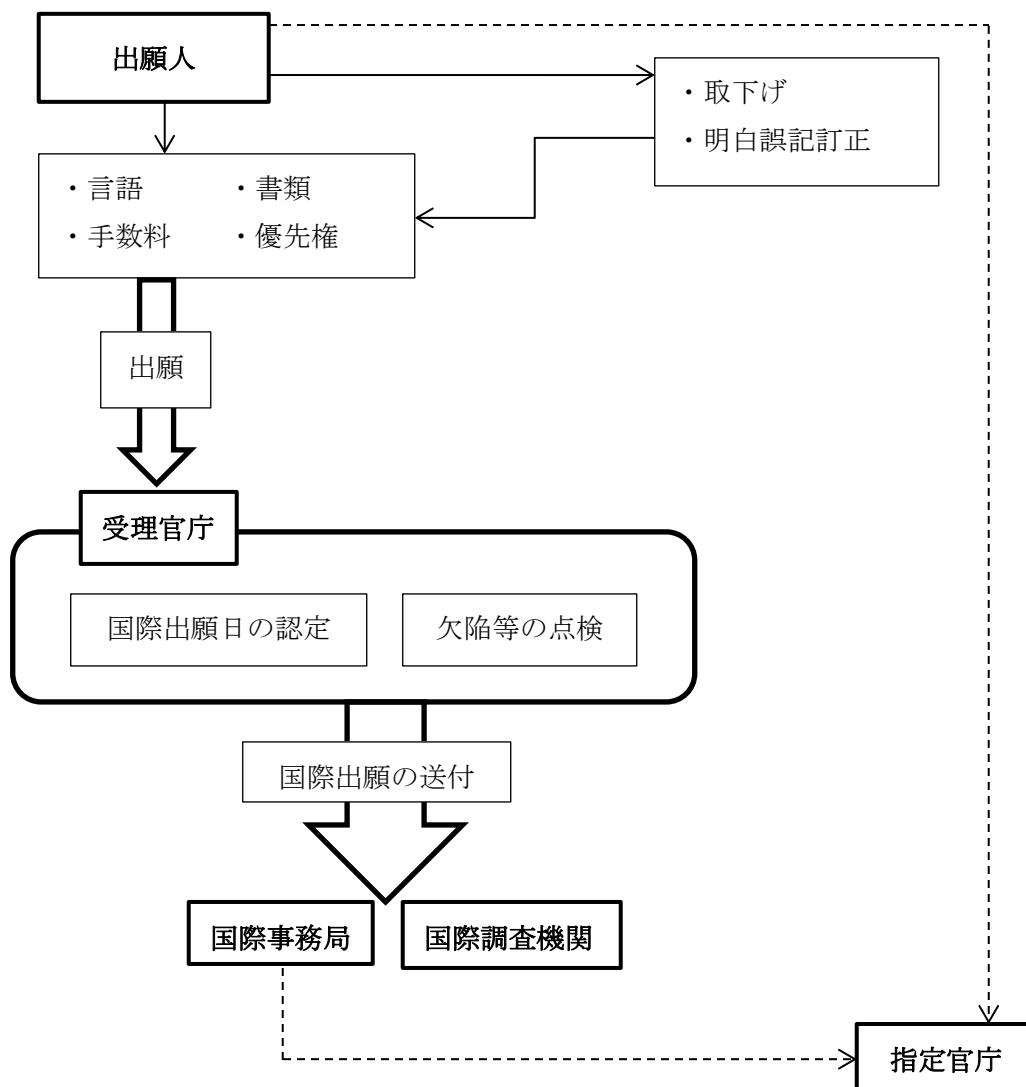 出願人
・取下げ
・明白誤記訂正
・言語 ・書類
・手数料 ・優先権
出願
受理官庁
国際出願日の認定
欠陥等の点検
国際出願の送付
国際事務局
国際調査機関
指定官庁